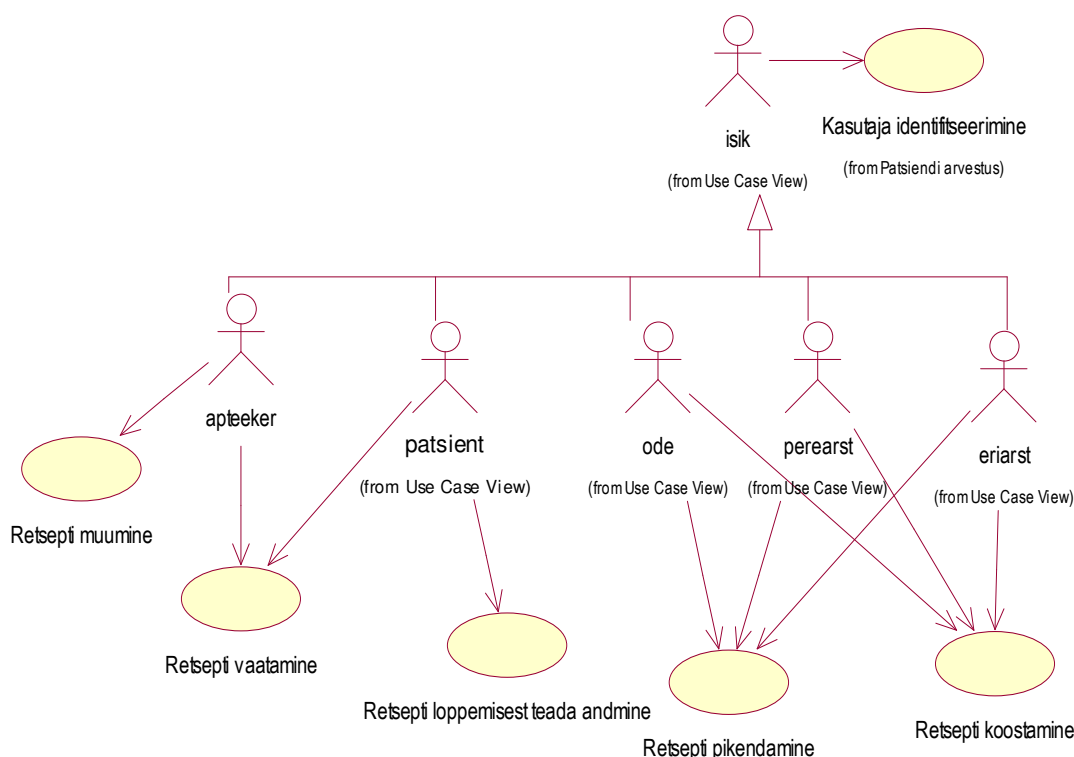 isik
(from Use Case View)
Kasutaja identifitseerimine
(from Patsiendi arvestus)
apteeker
patsient
(from Use Case View)
ode
(from Use Case View)
perearst
(from Use Case View)
eriarst
(from Use Case View)
Retsepti muumine
Retsepti vaatamine
Retsepti loppemisest teada andmine
Retsepti pikendamine
Retsepti koostamine